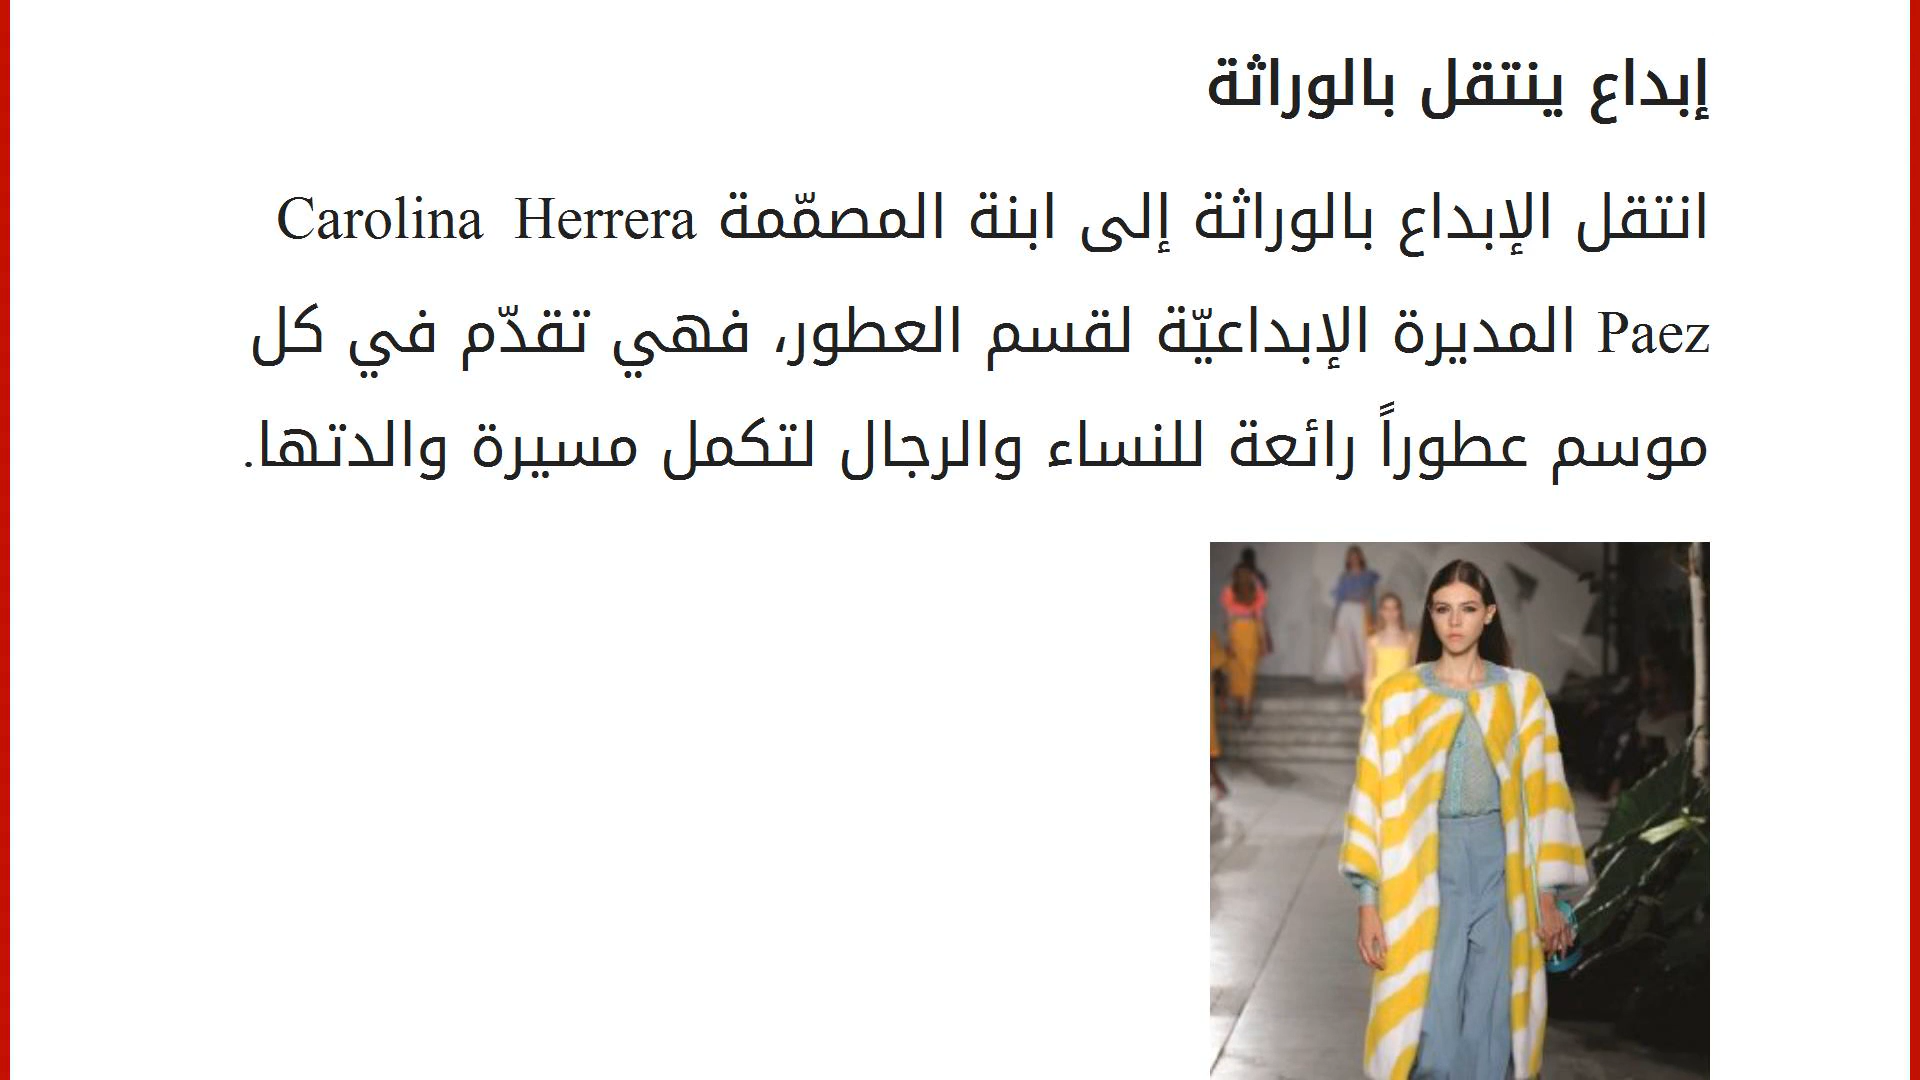 إبداع ينتقل بالوراثة
انتقل الإبداع بالوراثة إلى ابنة المصمّمة Carolina Herrera
Paez المديرة الإبداعيّة لقسم العطور، فهي تقدّم في كل
موسم عطوراً رائعة للنساء والرجال لتكمل مسيرة والدتها.